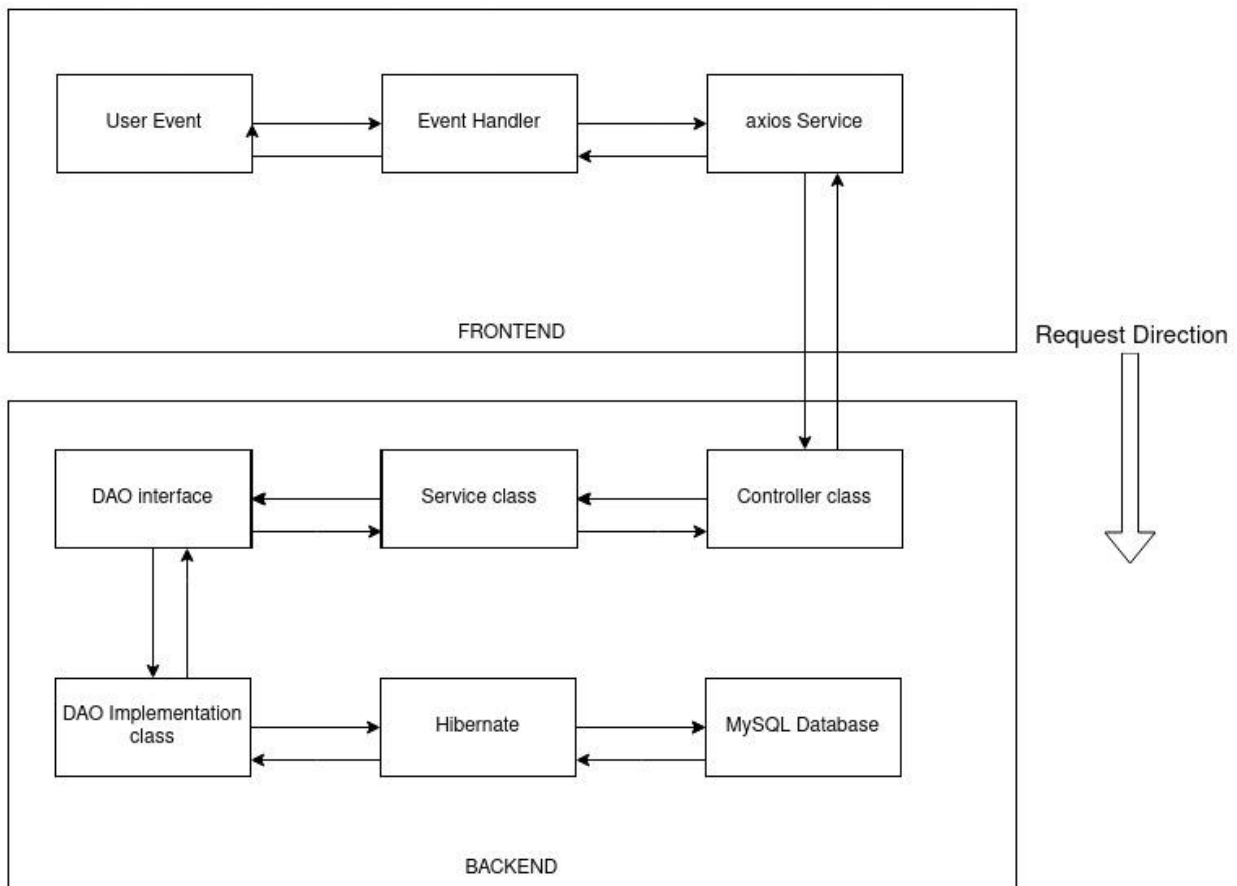 User Event
Event Handler
axios Service
FRONTEND
Request Direction
DAO interface
Service class
Controller class
DAO Implementation
class
Hibernate
MySQL Database
BACKEND